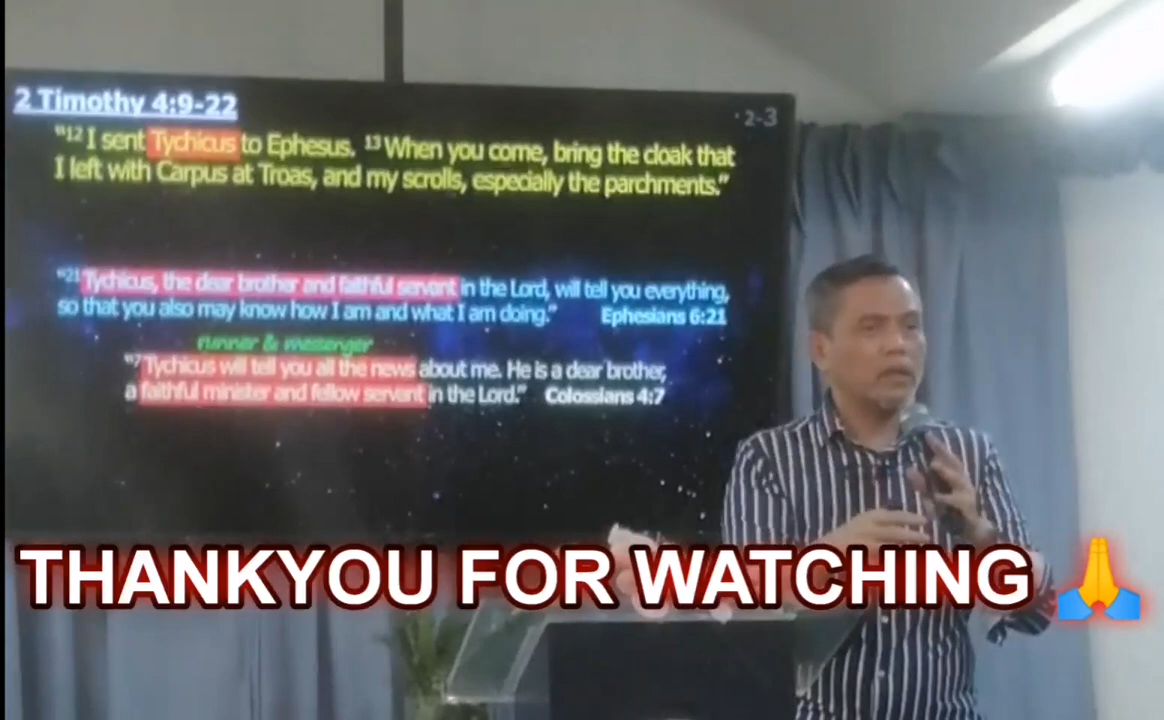 2 Timothy 4:9-22
2-3
"12 I sent Tychicus to Ephesus. 13 When you come, bring the cloak that
I left with Carpus at Troas, and my scrolls, especially the parchments."
"21 Tychicus, the dear brother and faithful servant in the Lord, will tell you everything,
so that you also may know how I am and what I am doing." Ephesians 6:21
runner & messenger
"7 Tychicus will tell you all the news about me. He is a dear brother,
a faithful minister and fellow servant in the Lord." Colossians 4:7
THANKYOU FOR WATCHING 🙏